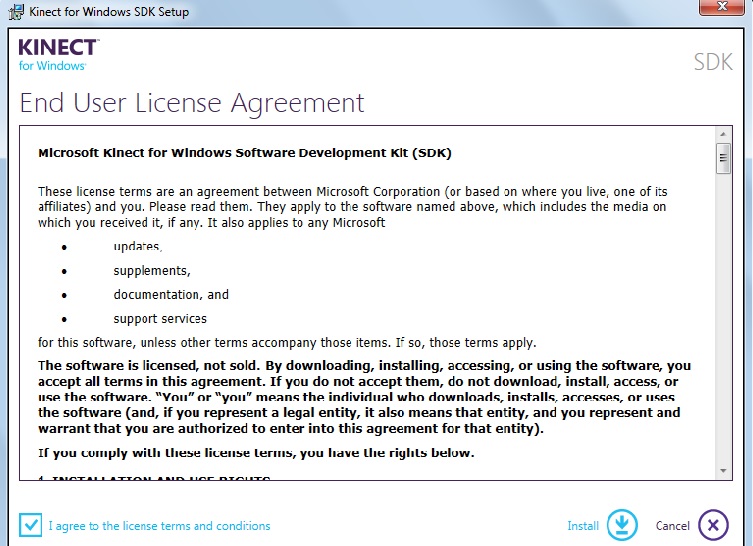 Kinect for Windows SDK Setup
KINECT™
for Windows®
SDK
End User License Agreement
Microsoft Kinect for Windows Software Development Kit (SDK)
These license terms are an agreement between Microsoft Corporation (or based on where you live, one of its
affiliates) and you. Please read them. They apply to the software named above, which includes the media on
which you received it, if any. It also applies to any Microsoft
• updates,
• supplements,
• documentation, and
• support services
for this software, unless other terms accompany those items. If so, those terms apply.
The software is licensed, not sold. By downloading, installing, accessing, or using the software, you
accept all terms in this agreement. If you do not accept them, do not download, install, access, or
use the software. “You” or “you” means the individual who downloads, installs, accesses, or uses
the software (and, if you represent a legal entity, it also means that entity, and you represent and
warrant that you are authorized to enter into this agreement for that entity).
If you comply with these license terms, you have the rights below.
1. INSTALLATION AND USE RIGHTS
I agree to the license terms and conditions
Install
Cancel